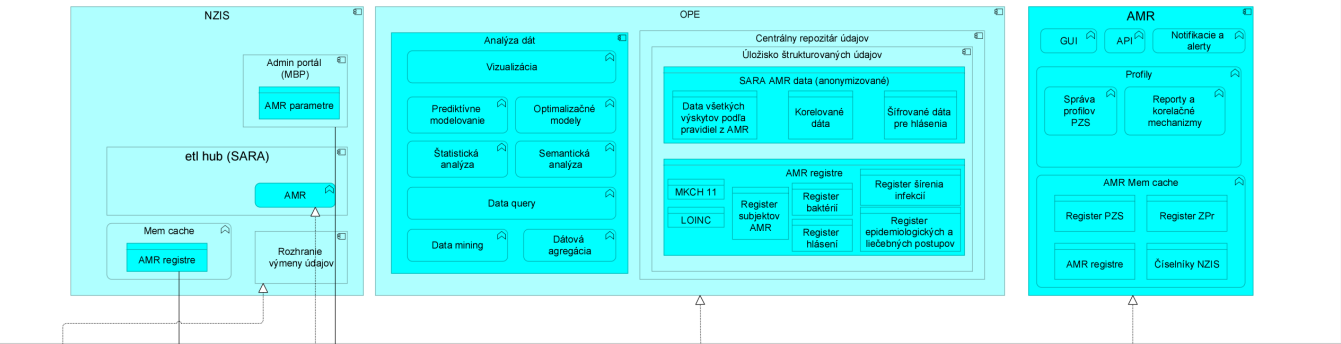 NZIS
Admin portál
(MBP)
AMR parametre
etl hub (SARA)
AMR
Mem cache
AMR registre
Rozhranie
výmeny údajov
OPE
Analýza dát
Vizualizácia
Prediktívne
modelovanie
Optimalizačné
modely
Štatistická
analýza
Semantická
analýza
Data query
Data mining
Dátová
agregácia
Centrálny repozitár údajov
Úložisko štrukturovaných údajov
SARA AMR data (anonymizované)
Data všetkých
výskytov podľa
pravidiel z AMR
Korelované
dáta
Šífrované dáta
pre hlásenia
AMR registre
MKCH 11
LOINC
Register
subjektov
AMR
Register
baktérií
Register
hlásení
Register šírenia
infekcií
Register
epidemiologických a
liečebných postupov
AMR
GUI
API
Notifikacie a
alerty
Profily
Správa
profilov
PZS
Reporty a
korelačné
mechanizmy
AMR Mem cache
Register PZS
Register ZPr
AMR registre
Číselníky NZIS